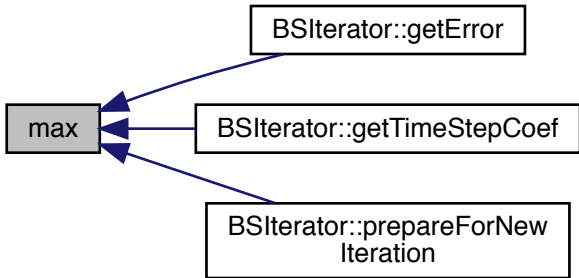 BSIterator::getError
max
BSIterator::getTimeStepCoef
BSIterator::prepareForNew
Iteration